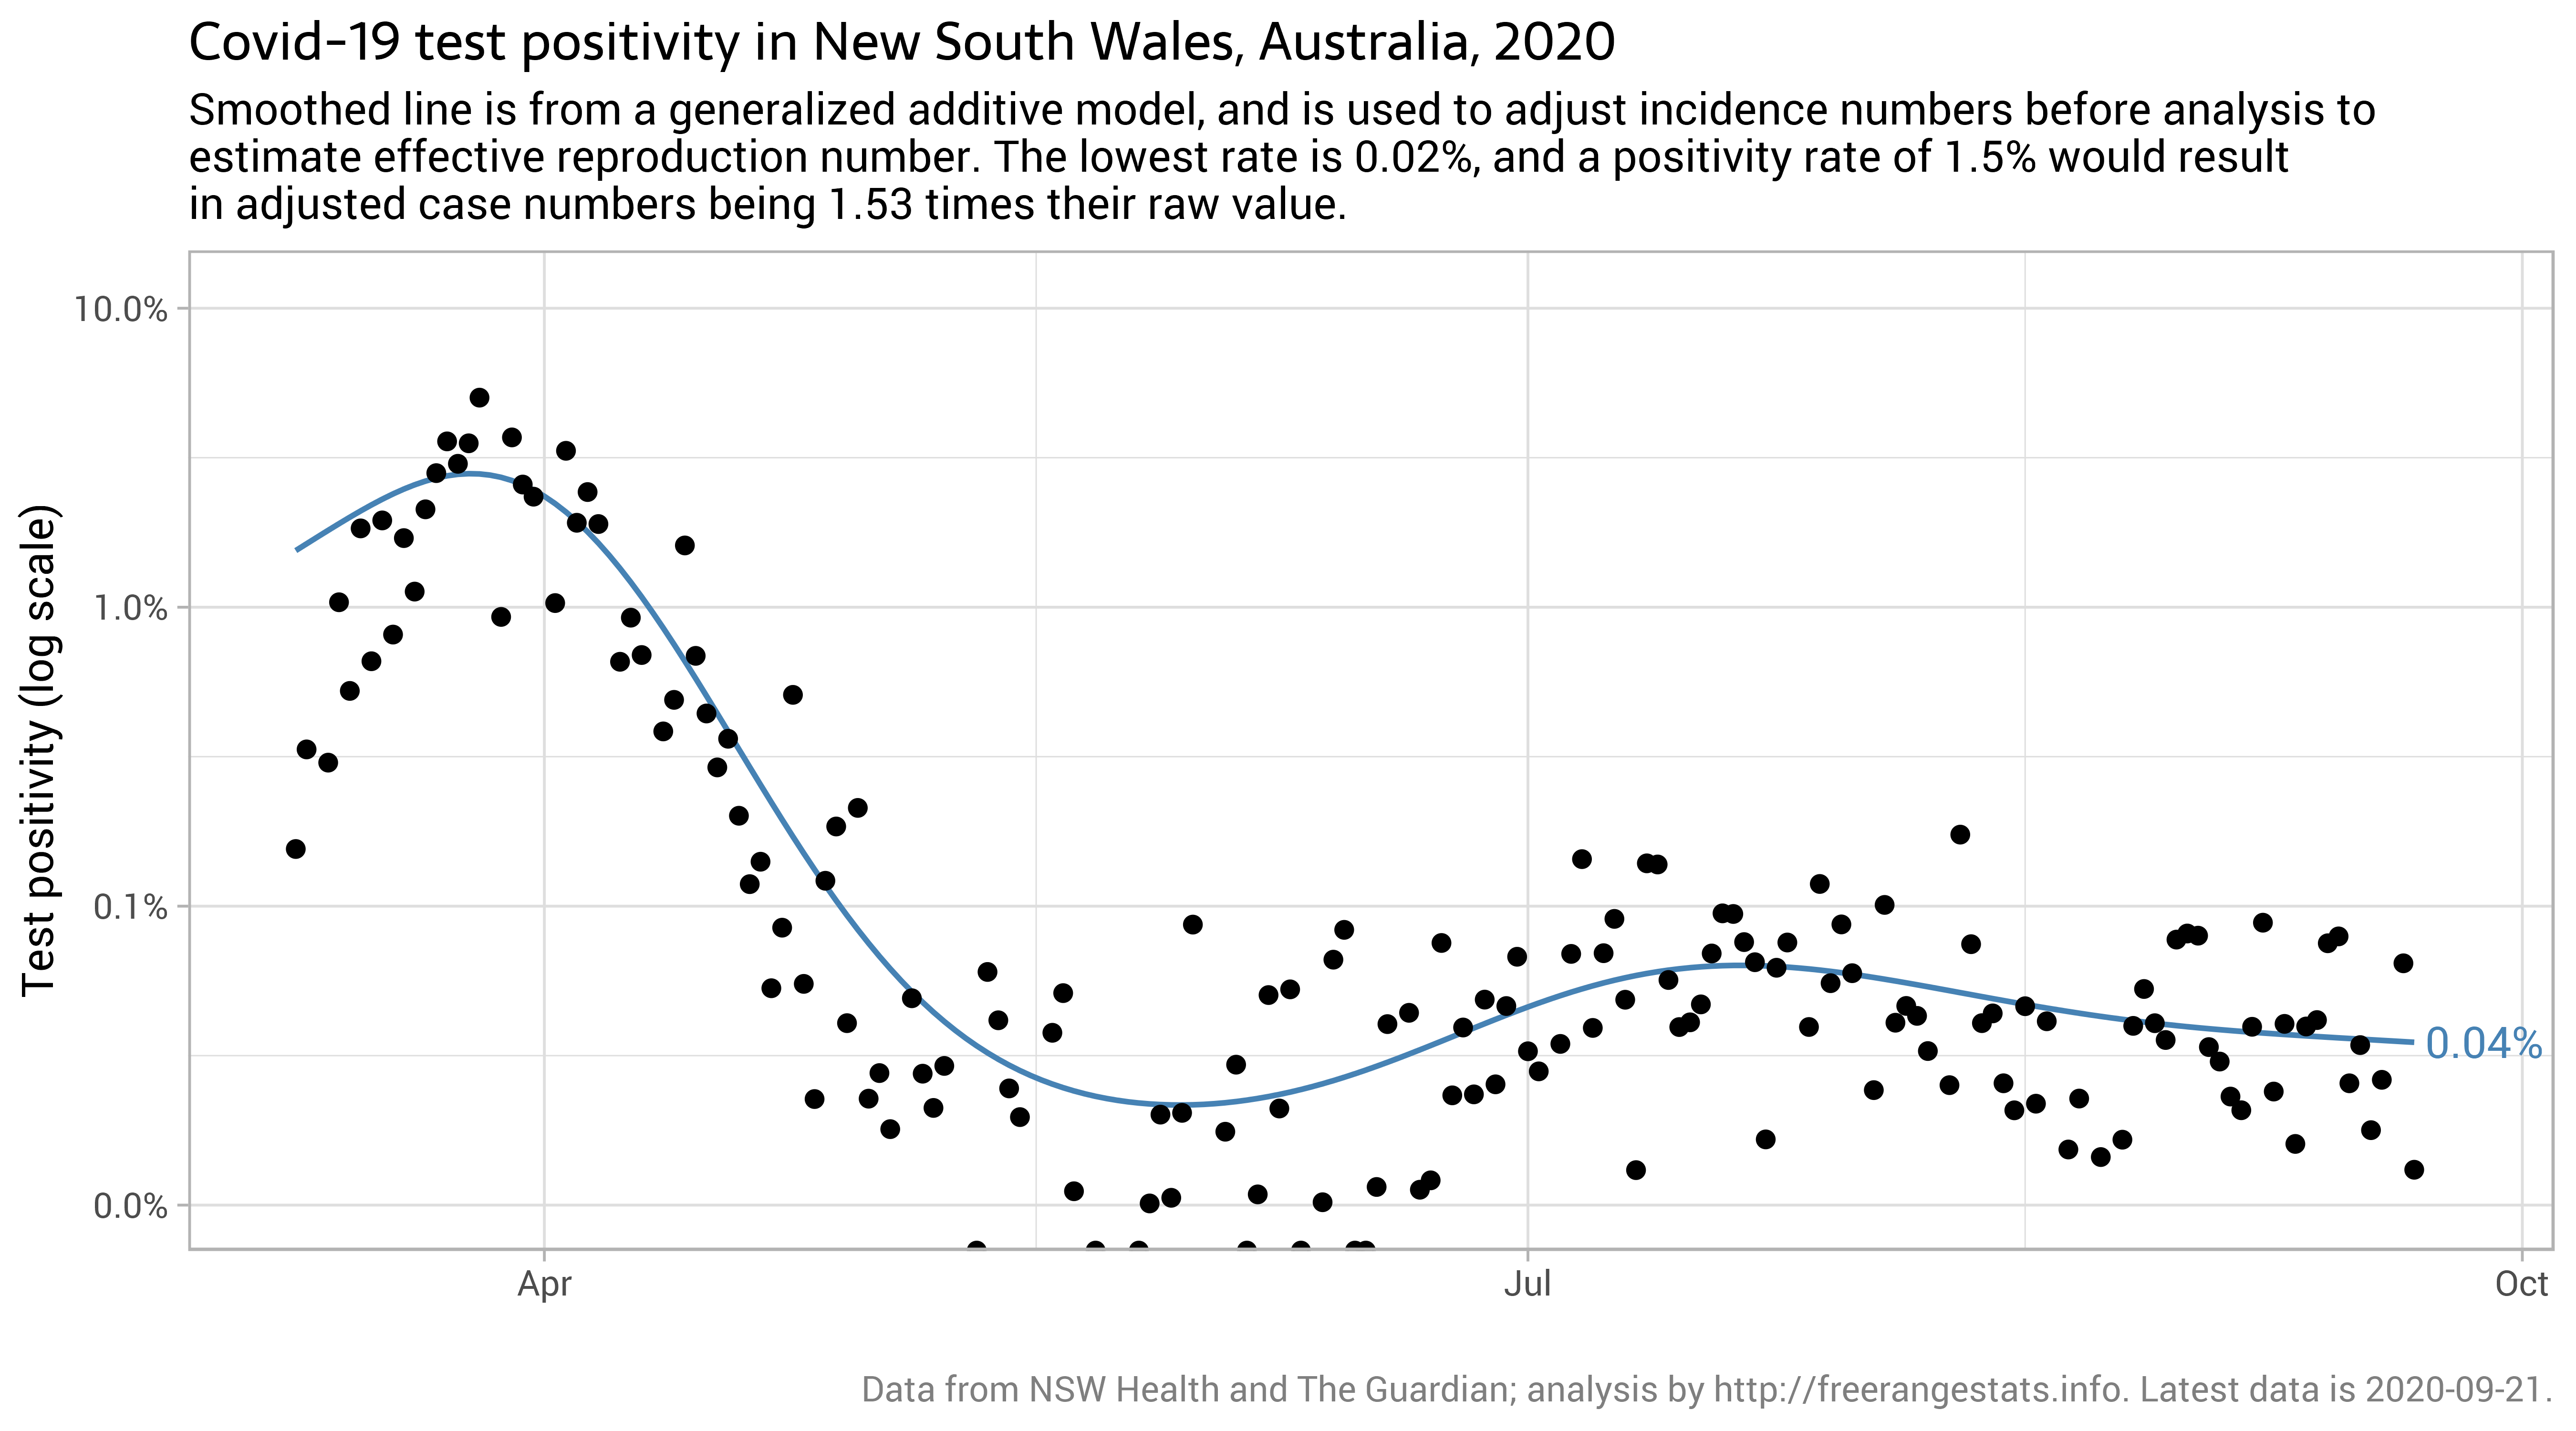 Covid-19 test positivity in New South Wales, Australia, 2020
Smoothed line is from a generalized additive model, and is used to adjust incidence numbers before analysis to
estimate effective reproduction number. The lowest rate is 0.02%, and a positivity rate of 1.5% would result
in adjusted case numbers being 1.53 times their raw value.
Test positivity (log scale)
10.0%
1.0%
0.1%
0.0%
0.04%
Apr
Jul
Oct
Data from NSW Health and The Guardian; analysis by http://freerangestats.info. Latest data is 2020-09-21.